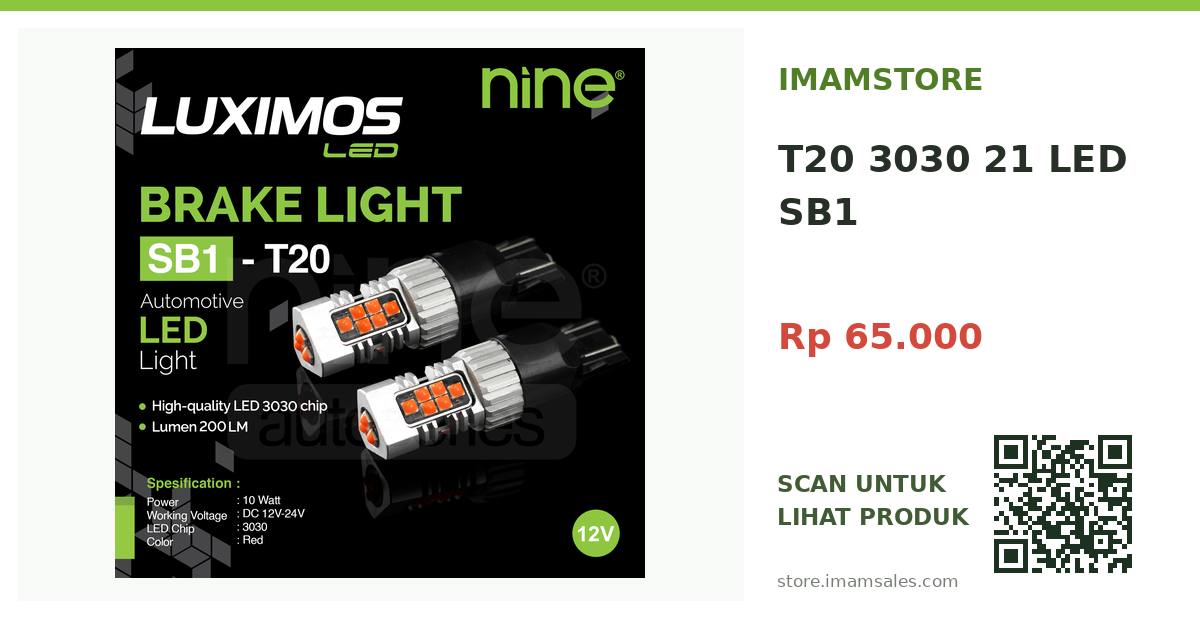 nine®
LUXIMOS
LED
BRAKE LIGHT
SB1 - T20
Automotive
LED
Light
High-quality LED 3030 chip
Lumen 200 LM
Spesification :
Power : 10 Watt
Working Voltage : DC 12V-24V
LED Chip : 3030
Color : Red
12V
IMAMSTORE
T20 3030 21 LED
SB1
Rp 65.000
SCAN UNTUK
LIHAT PRODUK
store.imamsales.com